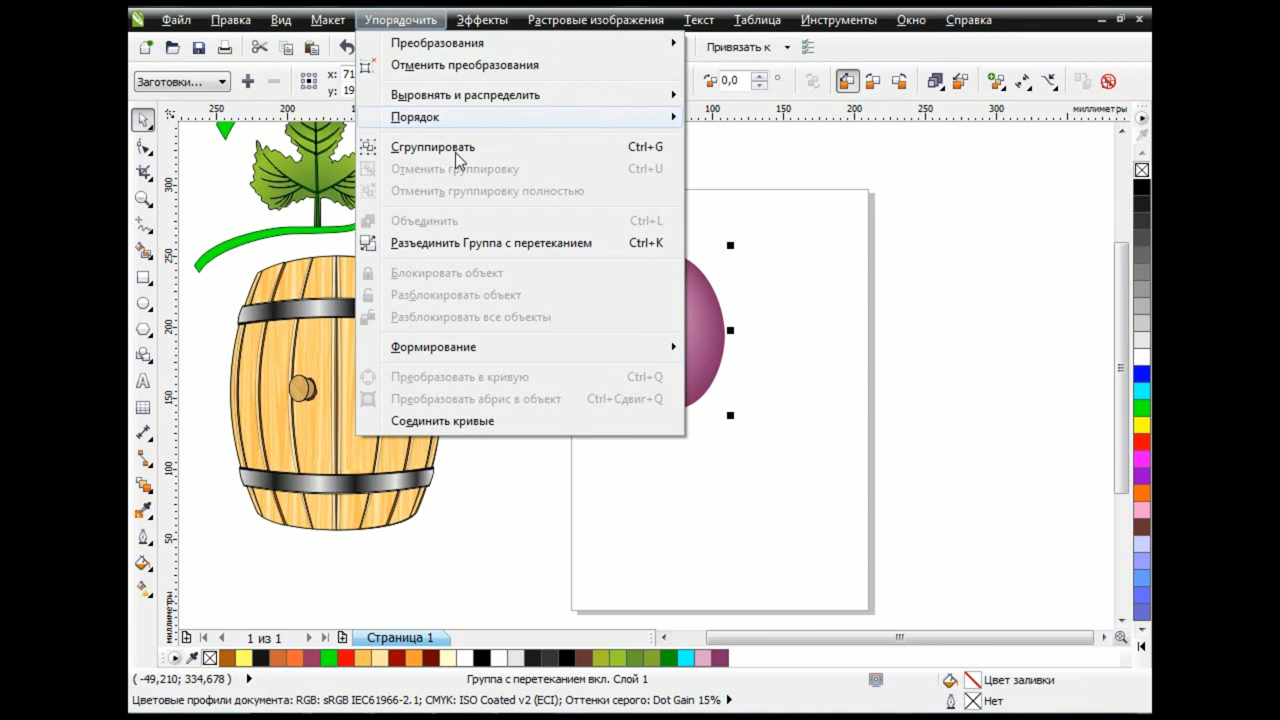 Файл Правка Вид Макет Упорядочить Эффекты Растровые изображения Текст Таблица Инструменты Окно Справка
Привязать к
Заготовки... x: 71 y: 19 0,0 °
250 200 100 150 200 250 300 миллиметры
Преобразования
Отменить преобразования
Выровнять и распределить
Порядок
Сгруппировать Ctrl+G
Отменить группировку Ctrl+U
Отменить группировку полностью
Объединить Ctrl+L
Разъединить Группа с перетеканием Ctrl+K
Блокировать объект
Разблокировать объект
Разблокировать все объекты
Формирование
Преобразовать в кривую Ctrl+Q
Преобразовать абрис в объект Ctrl+Сдвиг+Q
Соединить кривые
300
250
200
150
100
50
миллиметры
1 из 1 Страница 1
( -49,210; 334,678 ) Группа с перетеканием вкл. Слой 1 Цвет заливки
Цветовые профили документа: RGB: sRGB IEC61966-2.1; CMYK: ISO Coated v2 (ECI); Оттенки серого: Dot Gain 15% Нет